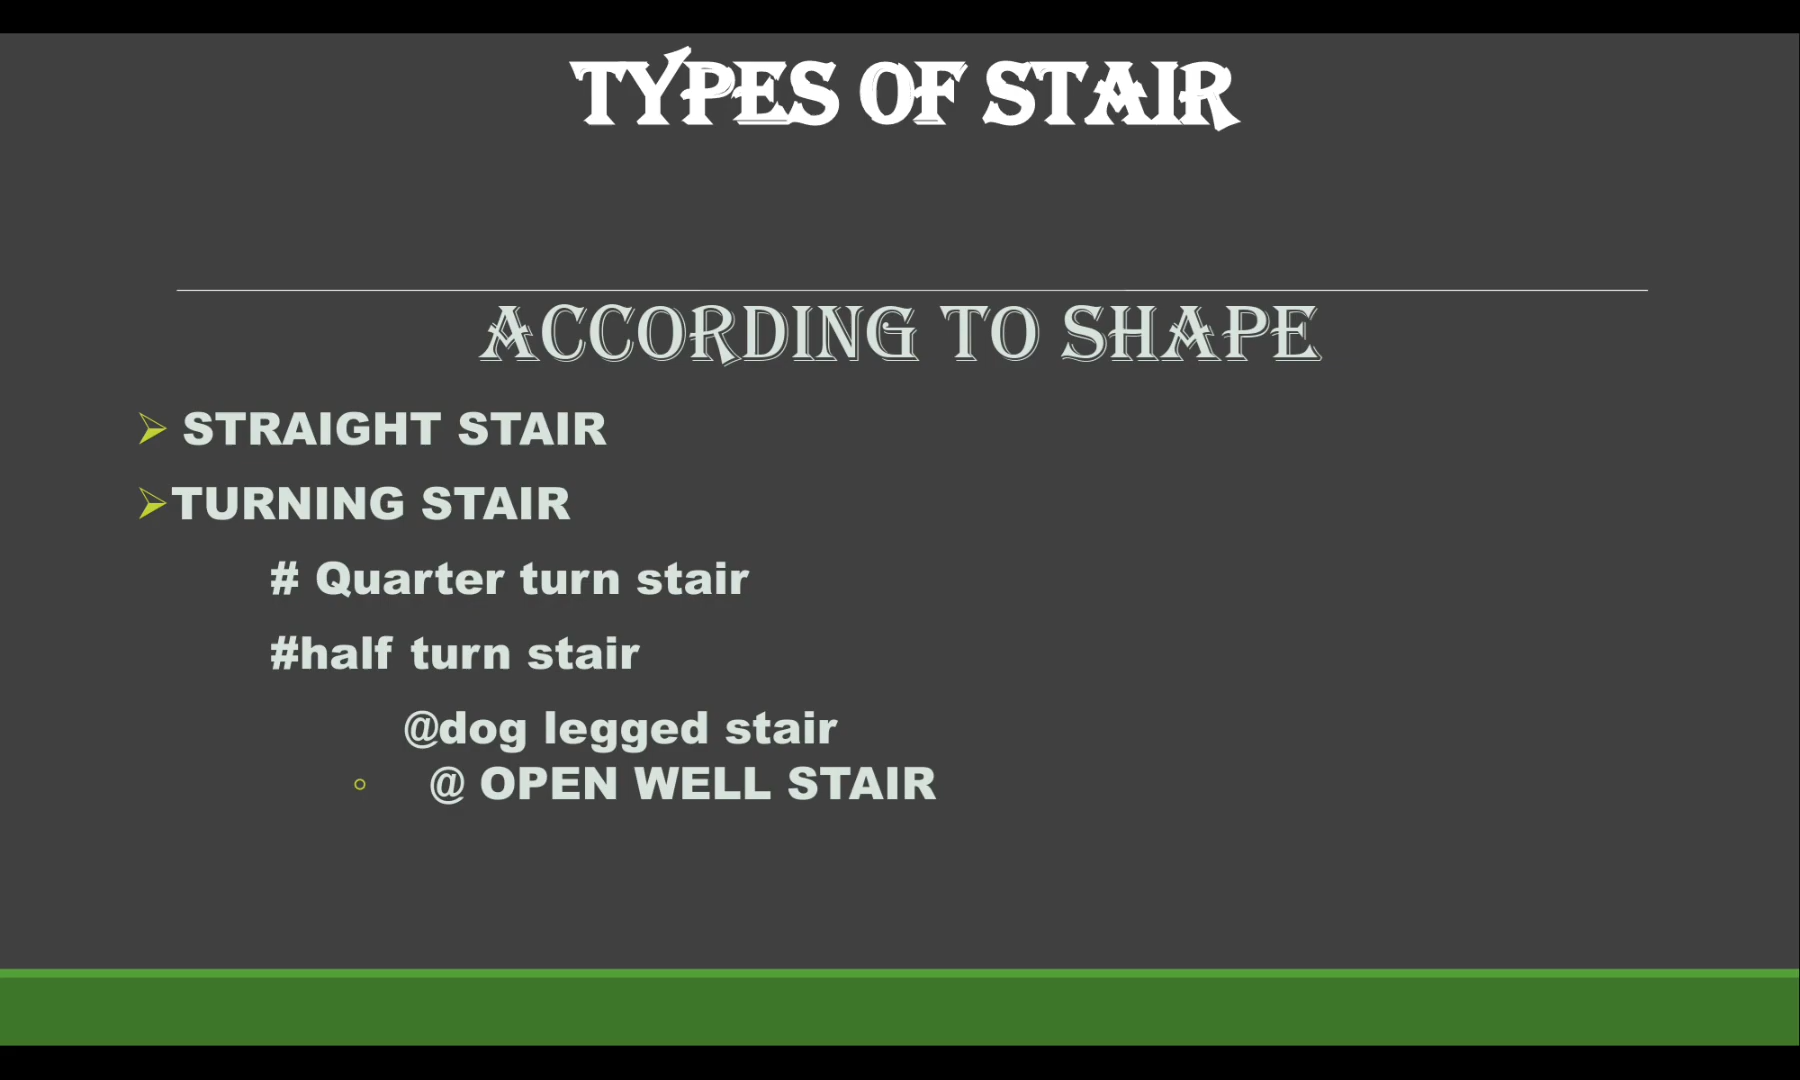 TYPES OF STAIR
ACCORDING TO SHAPE
STRAIGHT STAIR
TURNING STAIR
# Quarter turn stair
#half turn stair
@dog legged stair
@ OPEN WELL STAIR